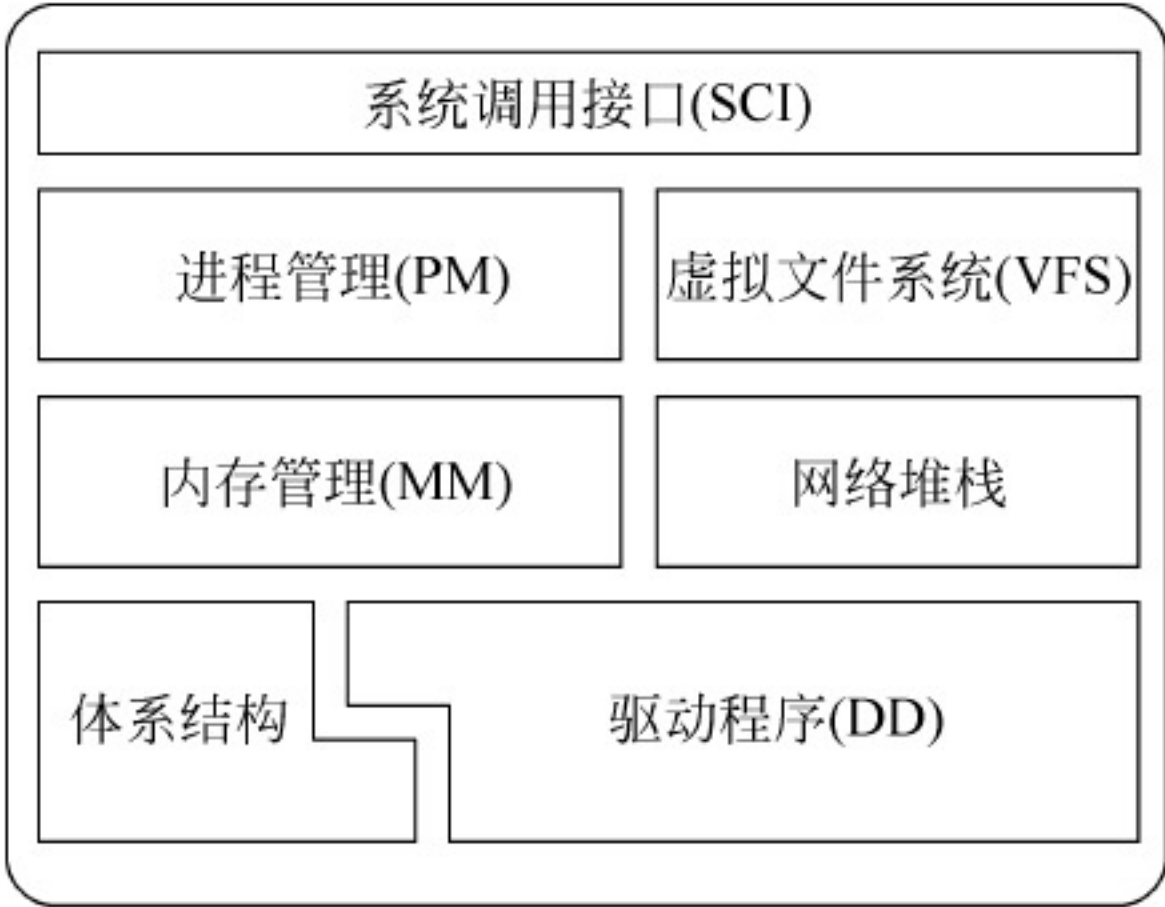 系统调用接口(SCI)
进程管理(PM)
虚拟文件系统(VFS)
内存管理(MM)
网络堆栈
体系结构
驱动程序(DD)